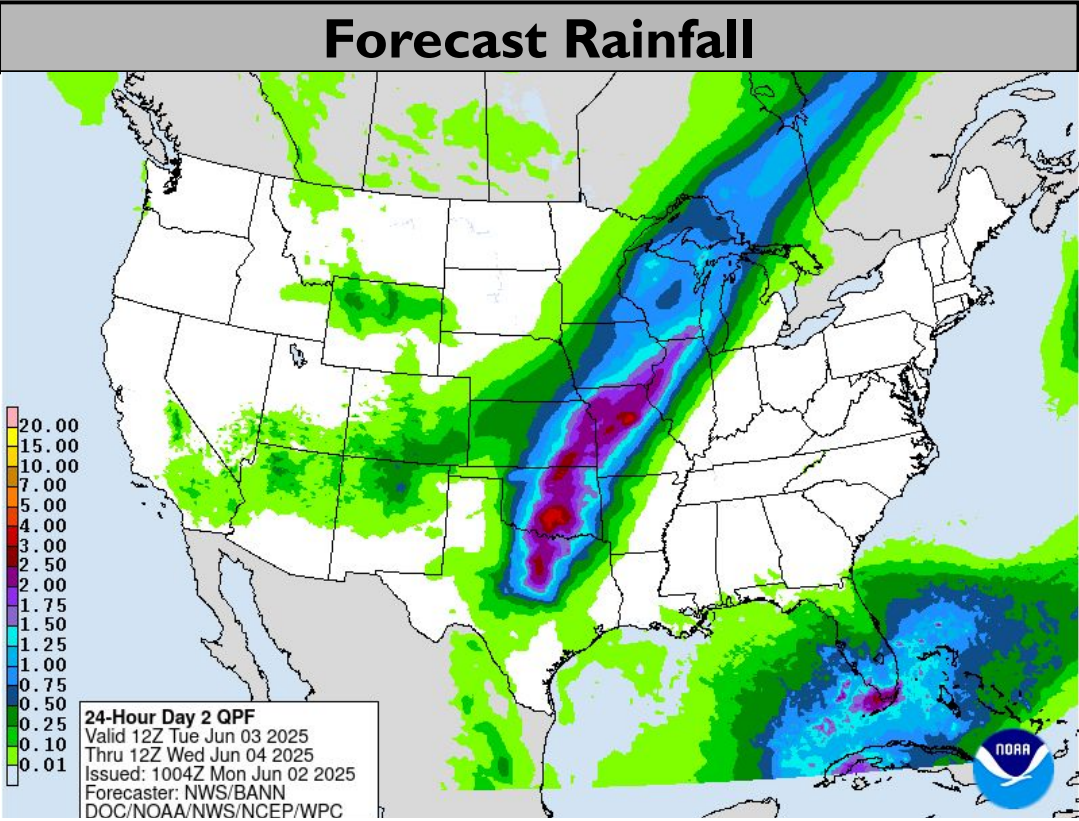 Forecast Rainfall
20.00
15.00
10.00
7.00
5.00
4.00
3.00
2.50
2.00
1.75
1.50
1.25
1.00
0.75
0.50
0.25
0.10
0.01
24-Hour Day 2 QPF
Valid 12Z Tue Jun 03 2025
Thru 12Z Wed Jun 04 2025
Issued: 1004Z Mon Jun 02 2025
Forecaster: NWS/BANN
DOC/NOAA/NWS/NCEP/WPC
NOAA